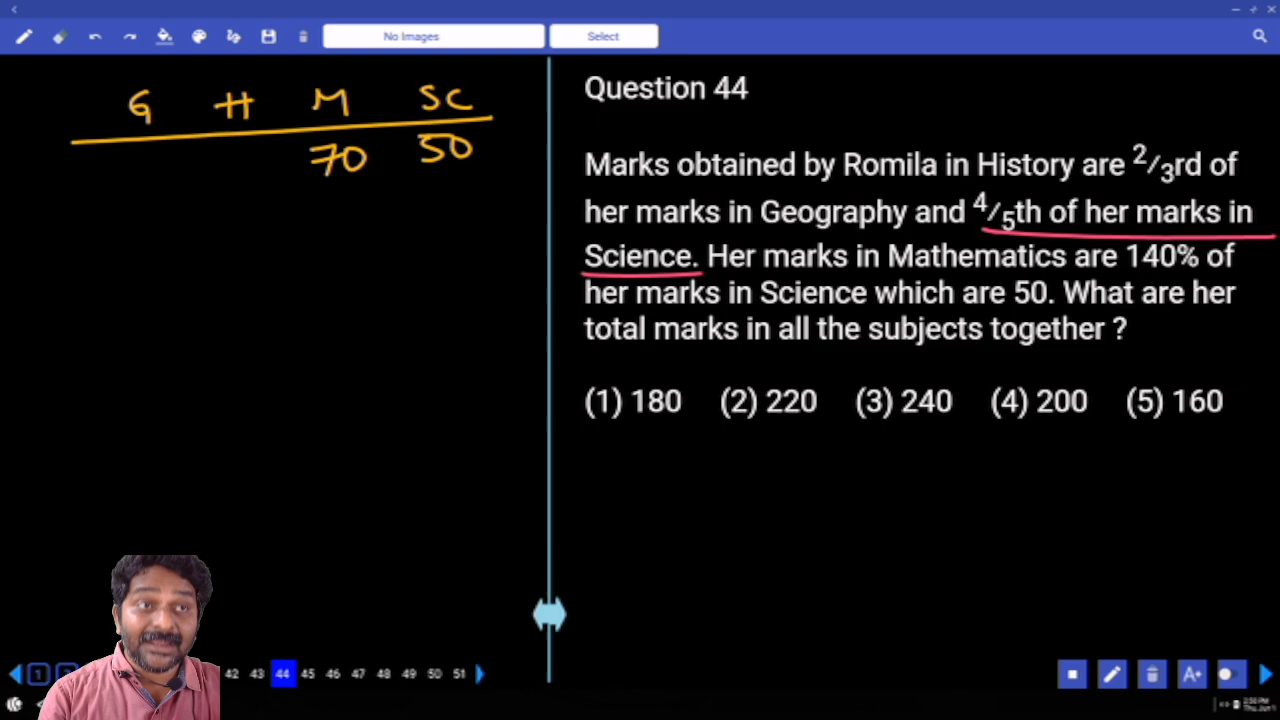 No Images
Select
G H M SC
70 50
Question 44
Marks obtained by Romila in History are 2/3rd of
her marks in Geography and 4/5th of her marks in
Science. Her marks in Mathematics are 140% of
her marks in Science which are 50. What are her
total marks in all the subjects together ?
(1) 180 (2) 220 (3) 240 (4) 200 (5) 160
1 42 43 44 45 46 47 48 49 50 51
A+